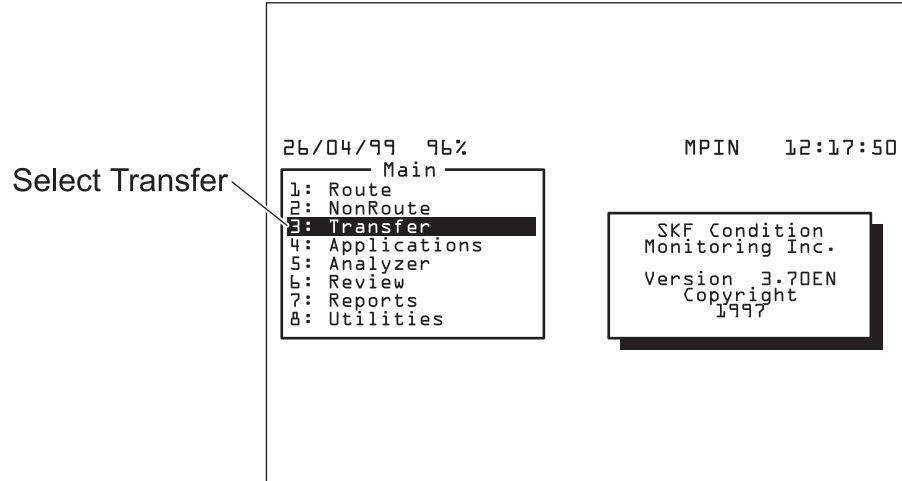 26/04/99 96% MPIN 12:17:50
Main
Select Transfer
1: Route
2: NonRoute
3: Transfer
4: Applications
5: Analyzer
6: Review
7: Reports
8: Utilities
SKF Condition
Monitoring Inc.
Version 3.70EN
Copyright
1997